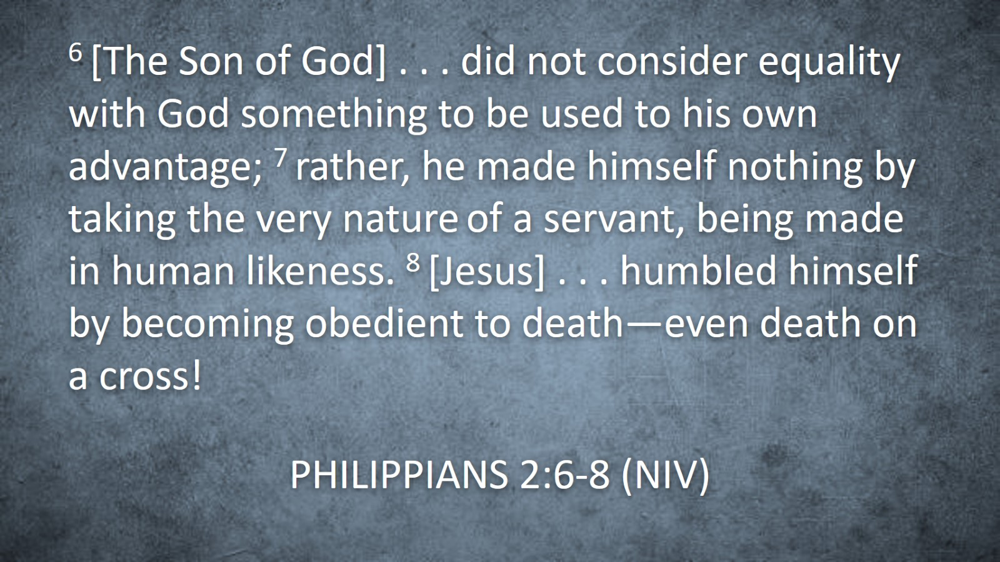 ⁶ [The Son of God] . . . did not consider equality
with God something to be used to his own
advantage; ⁷ rather, he made himself nothing by
taking the very nature of a servant, being made
in human likeness. ⁸ [Jesus] . . . humbled himself
by becoming obedient to death—even death on
a cross!
PHILIPPIANS 2:6-8 (NIV)